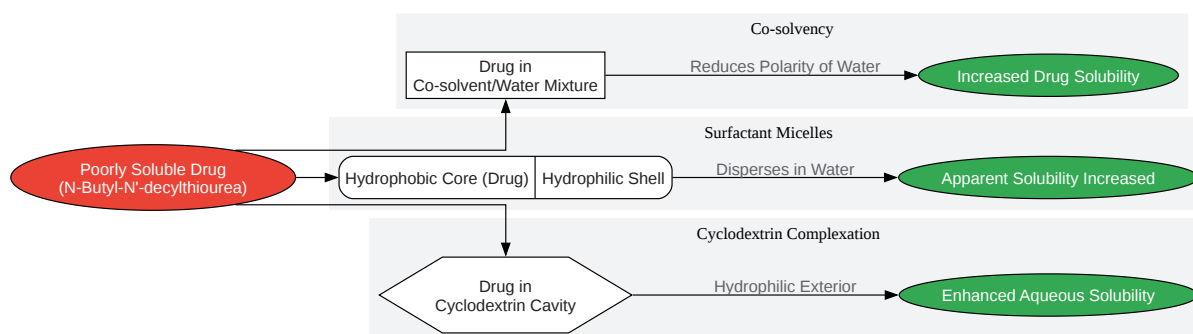 Co-solvency
Drug in
Co-solvent/Water Mixture
Reduces Polarity of Water
Increased Drug Solubility
Surfactant Micelles
Poorly Soluble Drug
(N-Butyl-N'-decylthiourea)
Hydrophobic Core (Drug)
Hydrophilic Shell
Disperses in Water
Apparent Solubility Increased
Cyclodextrin Complexation
Drug in
Cyclodextrin Cavity
Hydrophilic Exterior
Enhanced Aqueous Solubility